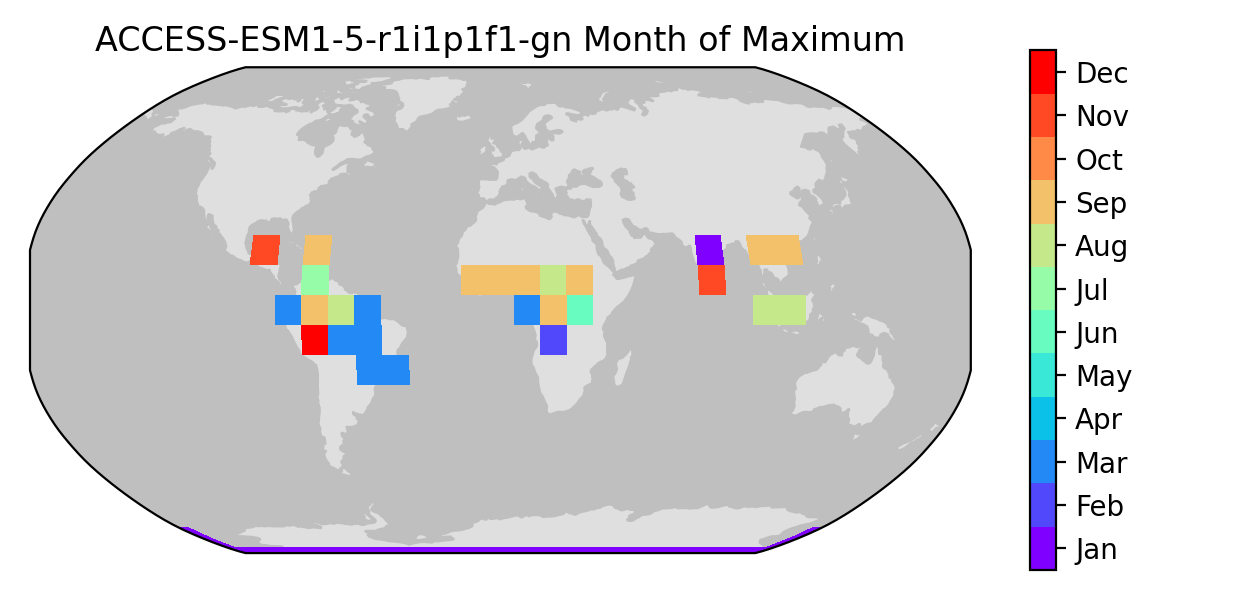 ACCESS-ESM1-5-r1i1p1f1-gn Month of Maximum
Dec
Nov
Oct
Sep
Aug
Jul
Jun
May
Apr
Mar
Feb
Jan